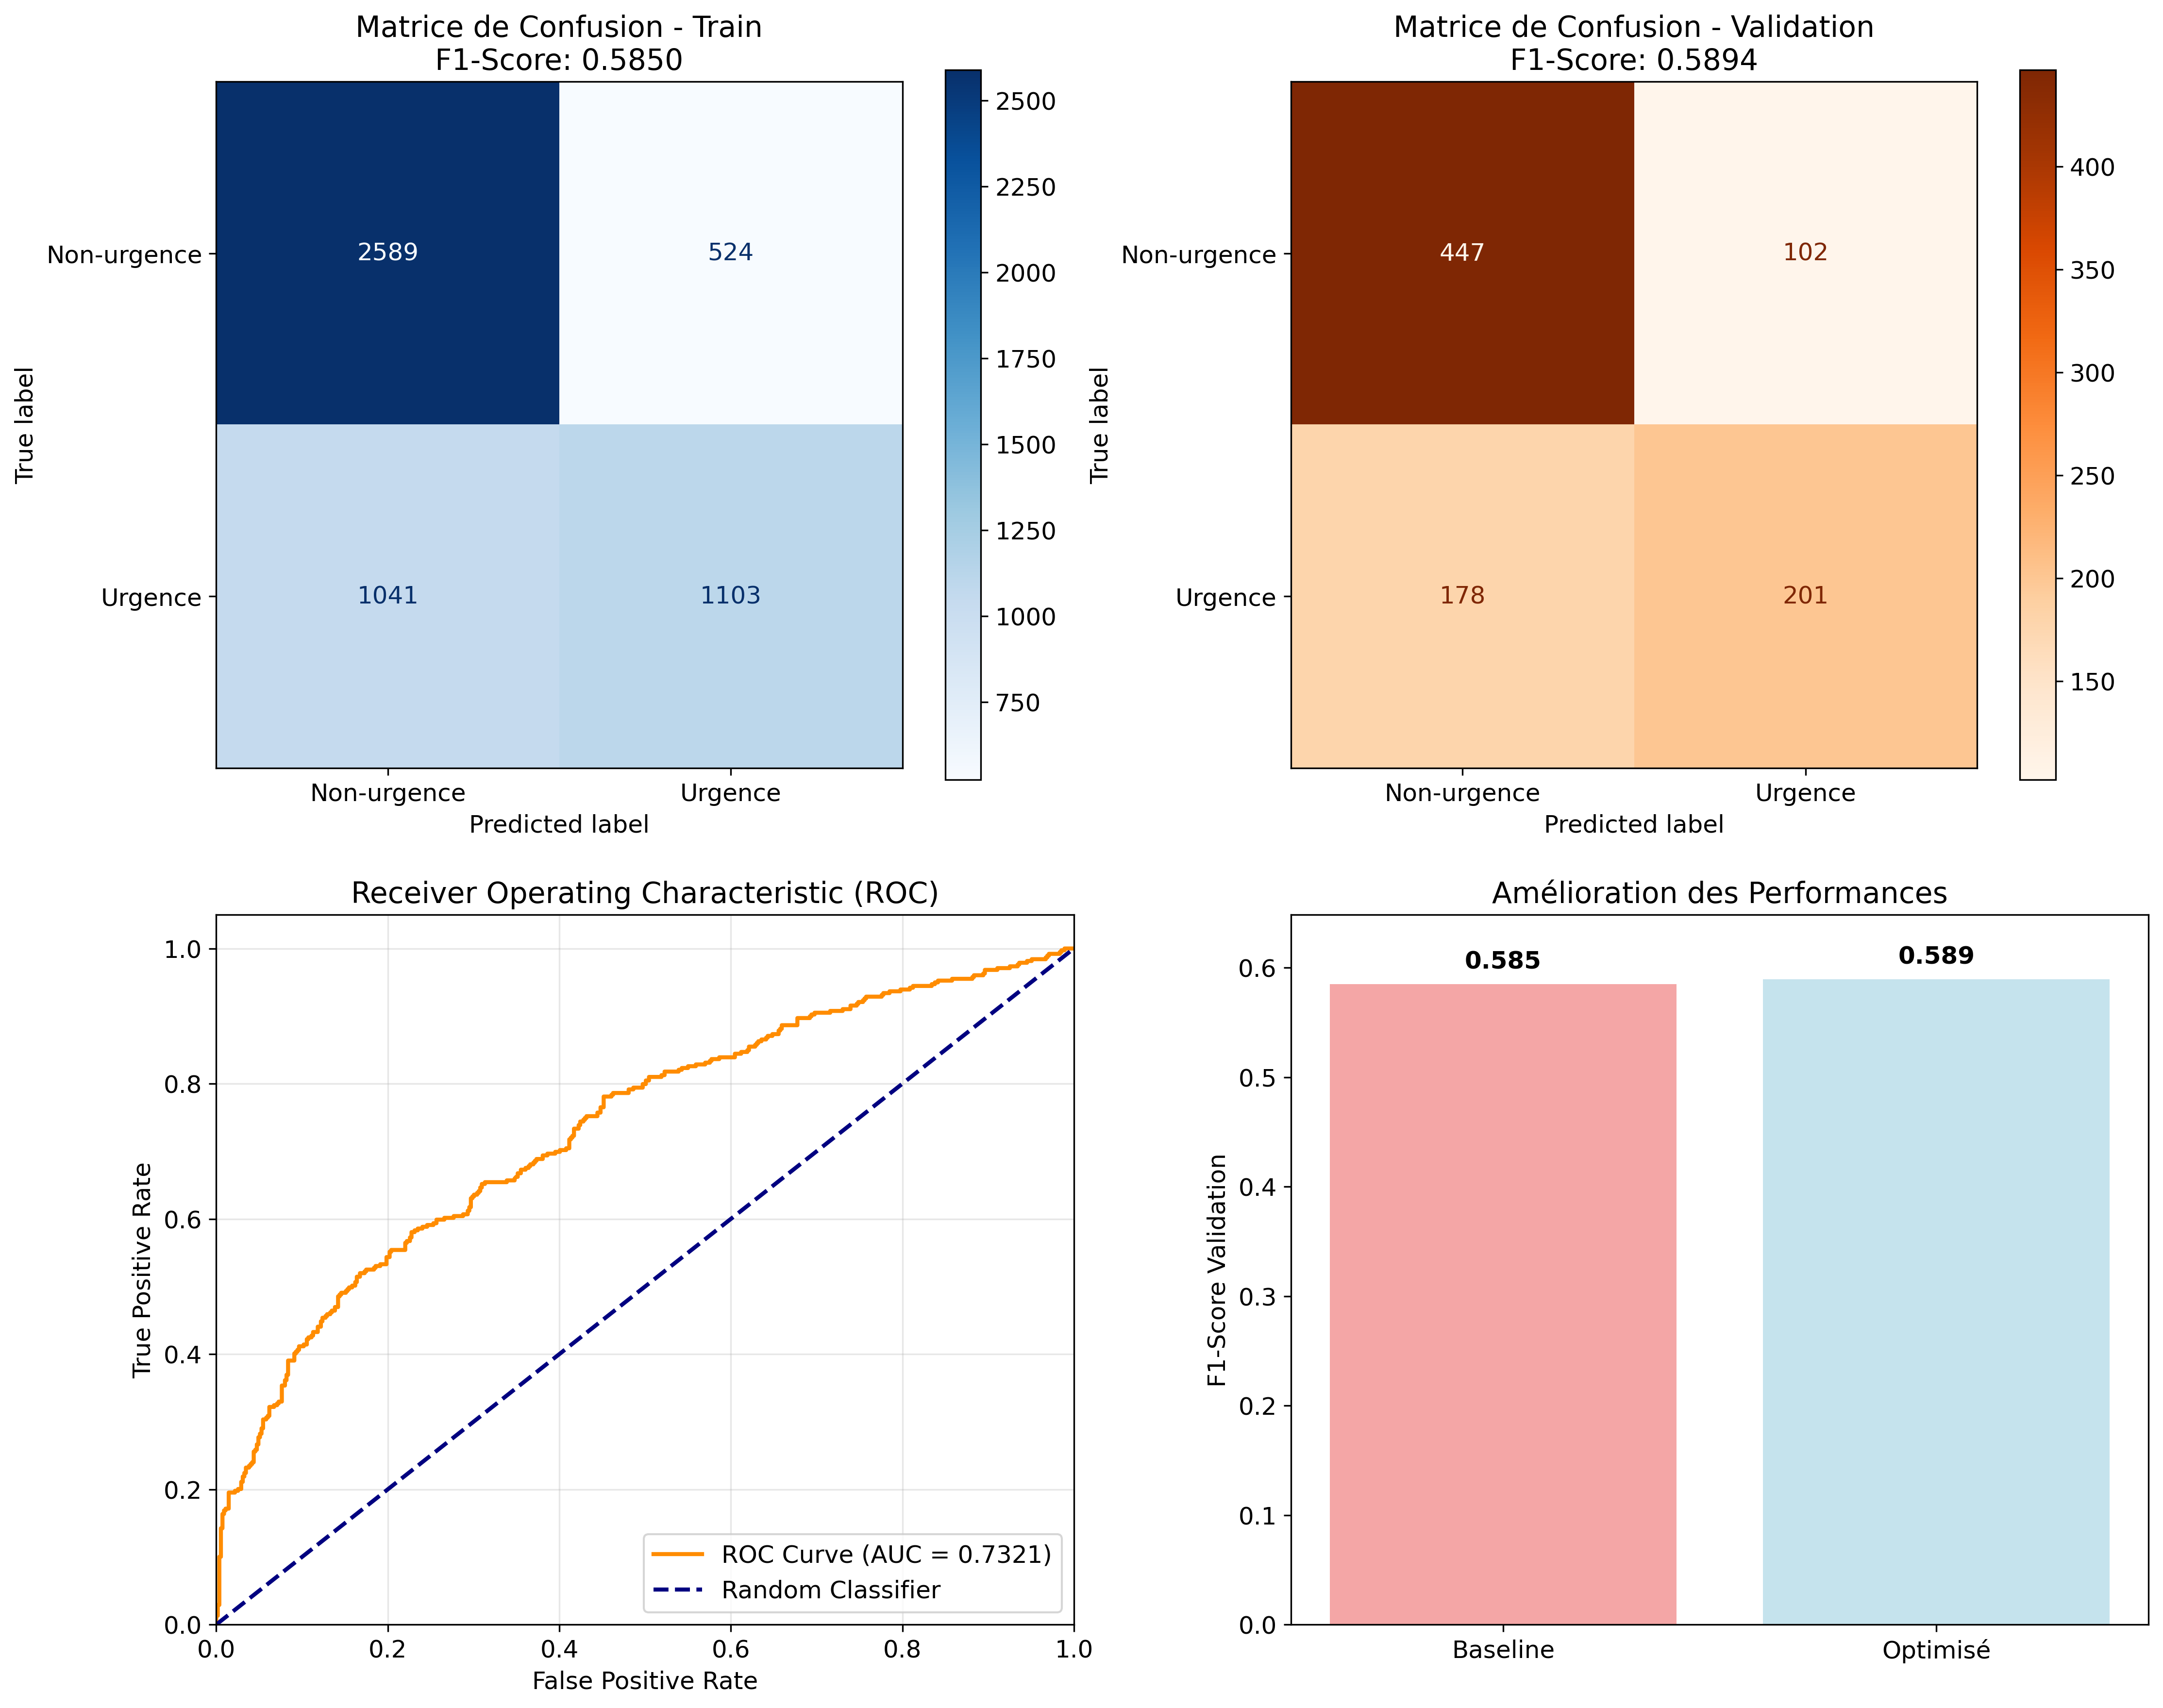 Matrice de Confusion - Train
F1-Score: 0.5850
True label
Non-urgence
Urgence
2589
524
1041
1103
Non-urgence
Urgence
Predicted label
2500
2250
2000
1750
1500
1250
1000
750
Matrice de Confusion - Validation
F1-Score: 0.5894
True label
Non-urgence
Urgence
447
102
178
201
Non-urgence
Urgence
Predicted label
400
350
300
250
200
150
Receiver Operating Characteristic (ROC)
True Positive Rate
1.0
0.8
0.6
0.4
0.2
0.0
ROC Curve (AUC = 0.7321)
Random Classifier
0.0
0.2
0.4
0.6
0.8
1.0
False Positive Rate
Amélioration des Performances
F1-Score Validation
0.6
0.5
0.4
0.3
0.2
0.1
0.0
0.585
0.589
Baseline
Optimisé